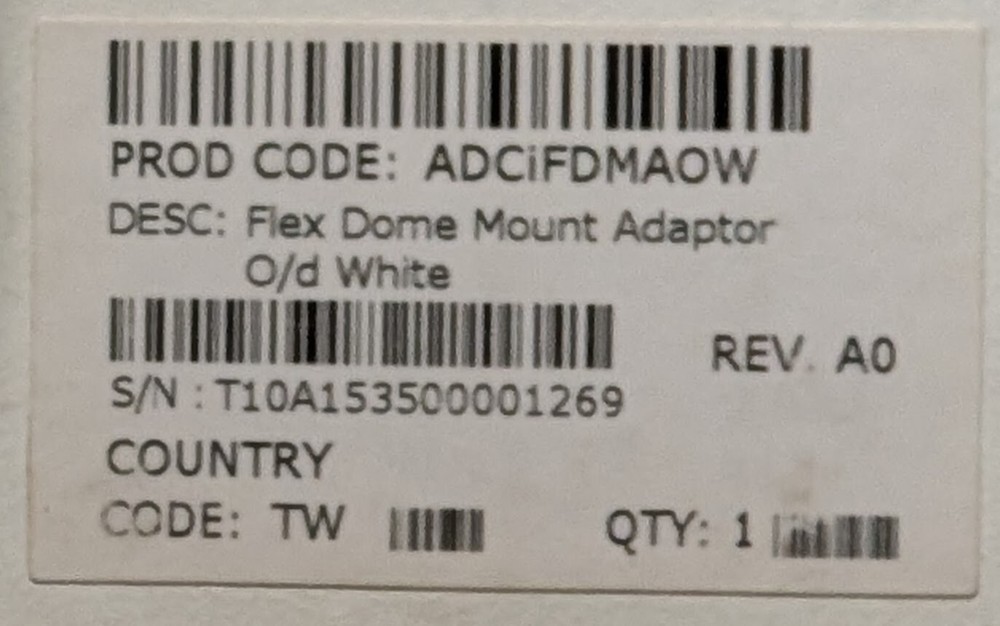 PROD CODE: ADCiFDMAOW
DESC: Flex Dome Mount Adaptor
O/d White
REV. A0
S/N : T10A153500001269
COUNTRY
CODE: TW QTY: 1